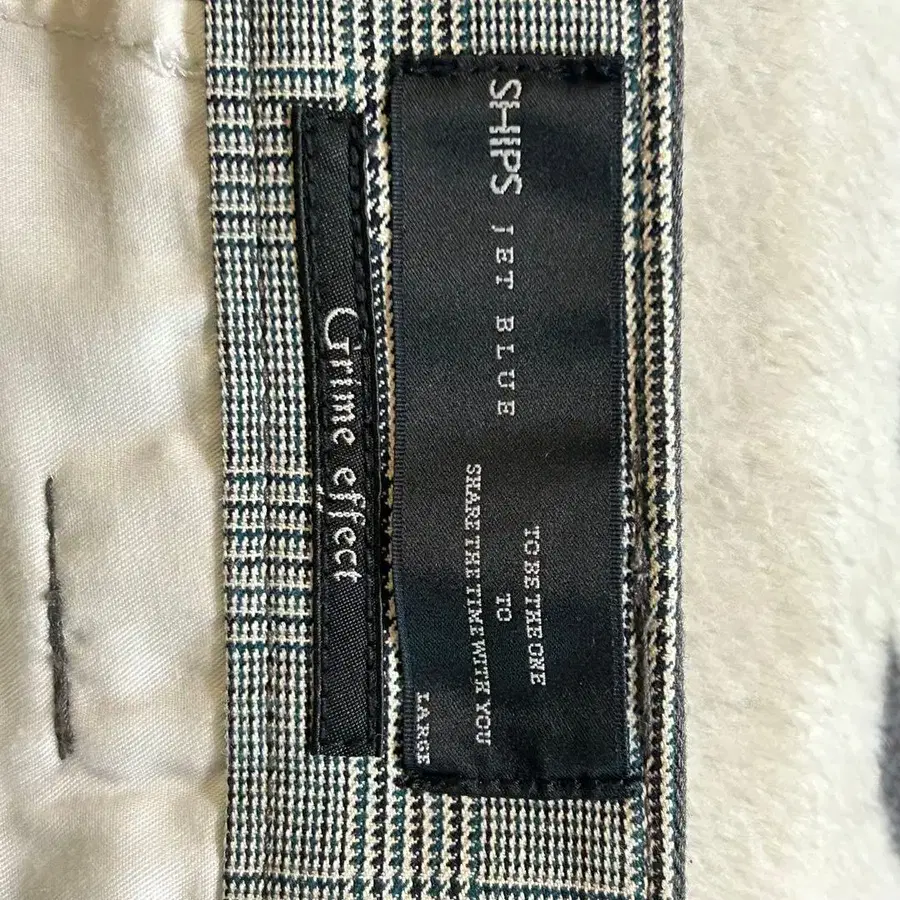 SHIPS JET BLUE
TO BE THE ONE
TO
SHARE THE TIME WITH YOU
LARGE
Grime effect